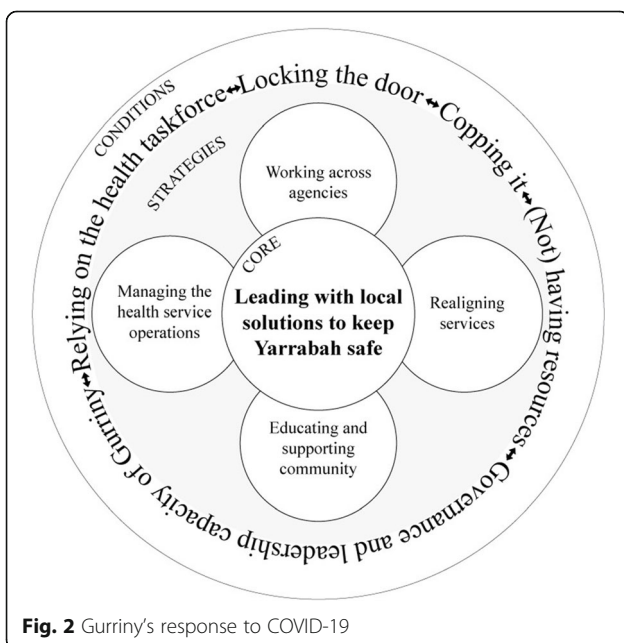 CONDITIONS
Relying on the health taskforce↔Locking the door↔Copping it↔(Not) having resources↔Governance and leadership capacity of Gurriny↔
STRATEGIES
Working across
agencies
CORE
Managing the
health service
operations
Leading with local
solutions to keep
Yarrabah safe
Realigning
services
Educating and
supporting
community
Fig. 2 Gurriny's response to COVID-19